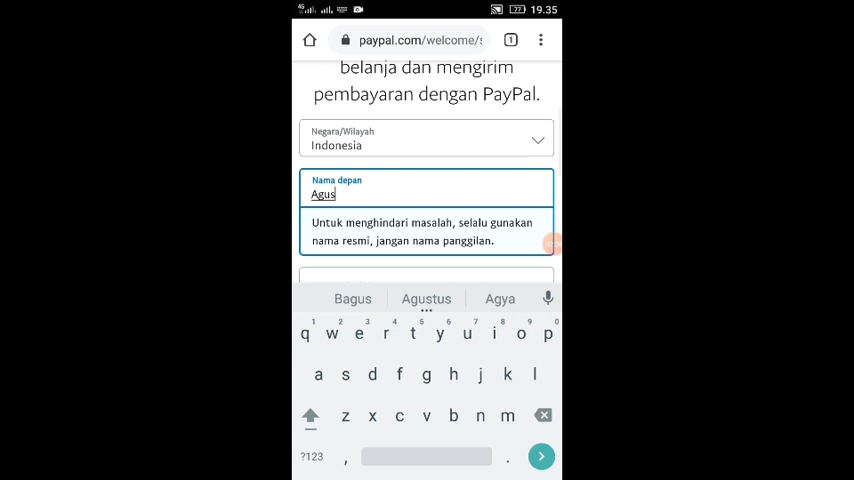 4G 77 19.35
paypal.com/welcome/s 1
belanja dan mengirim
pembayaran dengan PayPal.
Negara/Wilayah
Indonesia
Nama depan
Agus
Untuk menghindari masalah, selalu gunakan
nama resmi, jangan nama panggilan.
Bagus Agustus Agya
1 2 3 4 5 6 7 8 9 0
q w e r t y u i o p
a s d f g h j k l
z x c v b n m
?123 , .